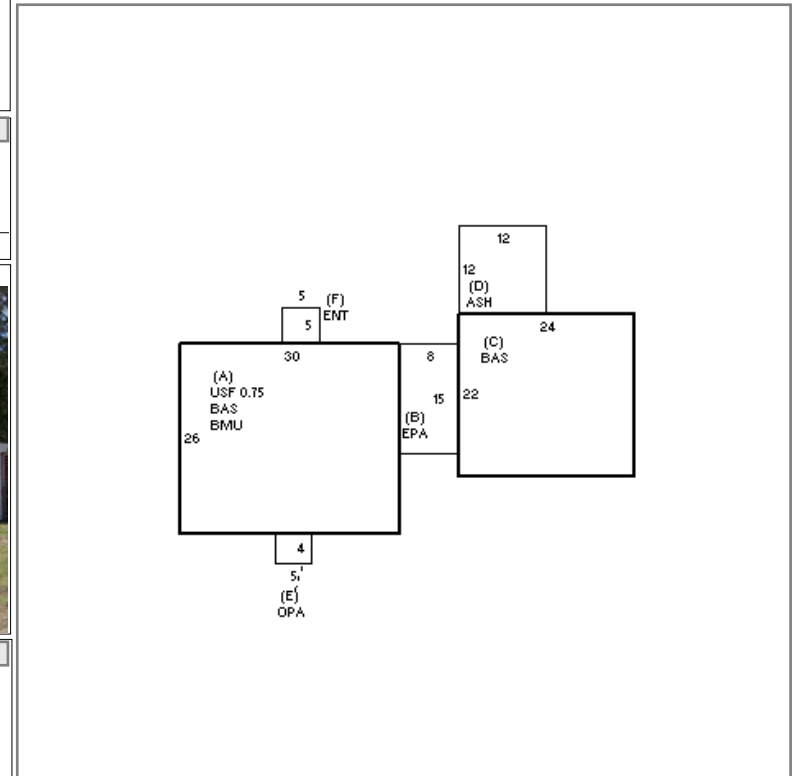 12
12
(D)
ASH
5
(F)
ENT
5
24
(C)
BAS
22
30
(A)
USF 0.75
BAS
BMU
26
8
15
(B)
EPA
4
5
(E)
OPA